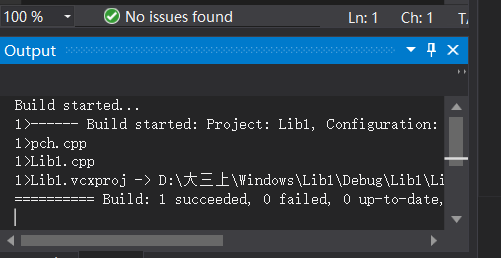 100 %
No issues found
Ln: 1
Ch: 1
Output
Build started...
1>------ Build started: Project: Lib1, Configuration:
1>pch.cpp
1>Lib1.cpp
1>Lib1.vcxproj -> D:\大三上\Windows\Lib1\Debug\Lib1\Li
========== Build: 1 succeeded, 0 failed, 0 up-to-date,